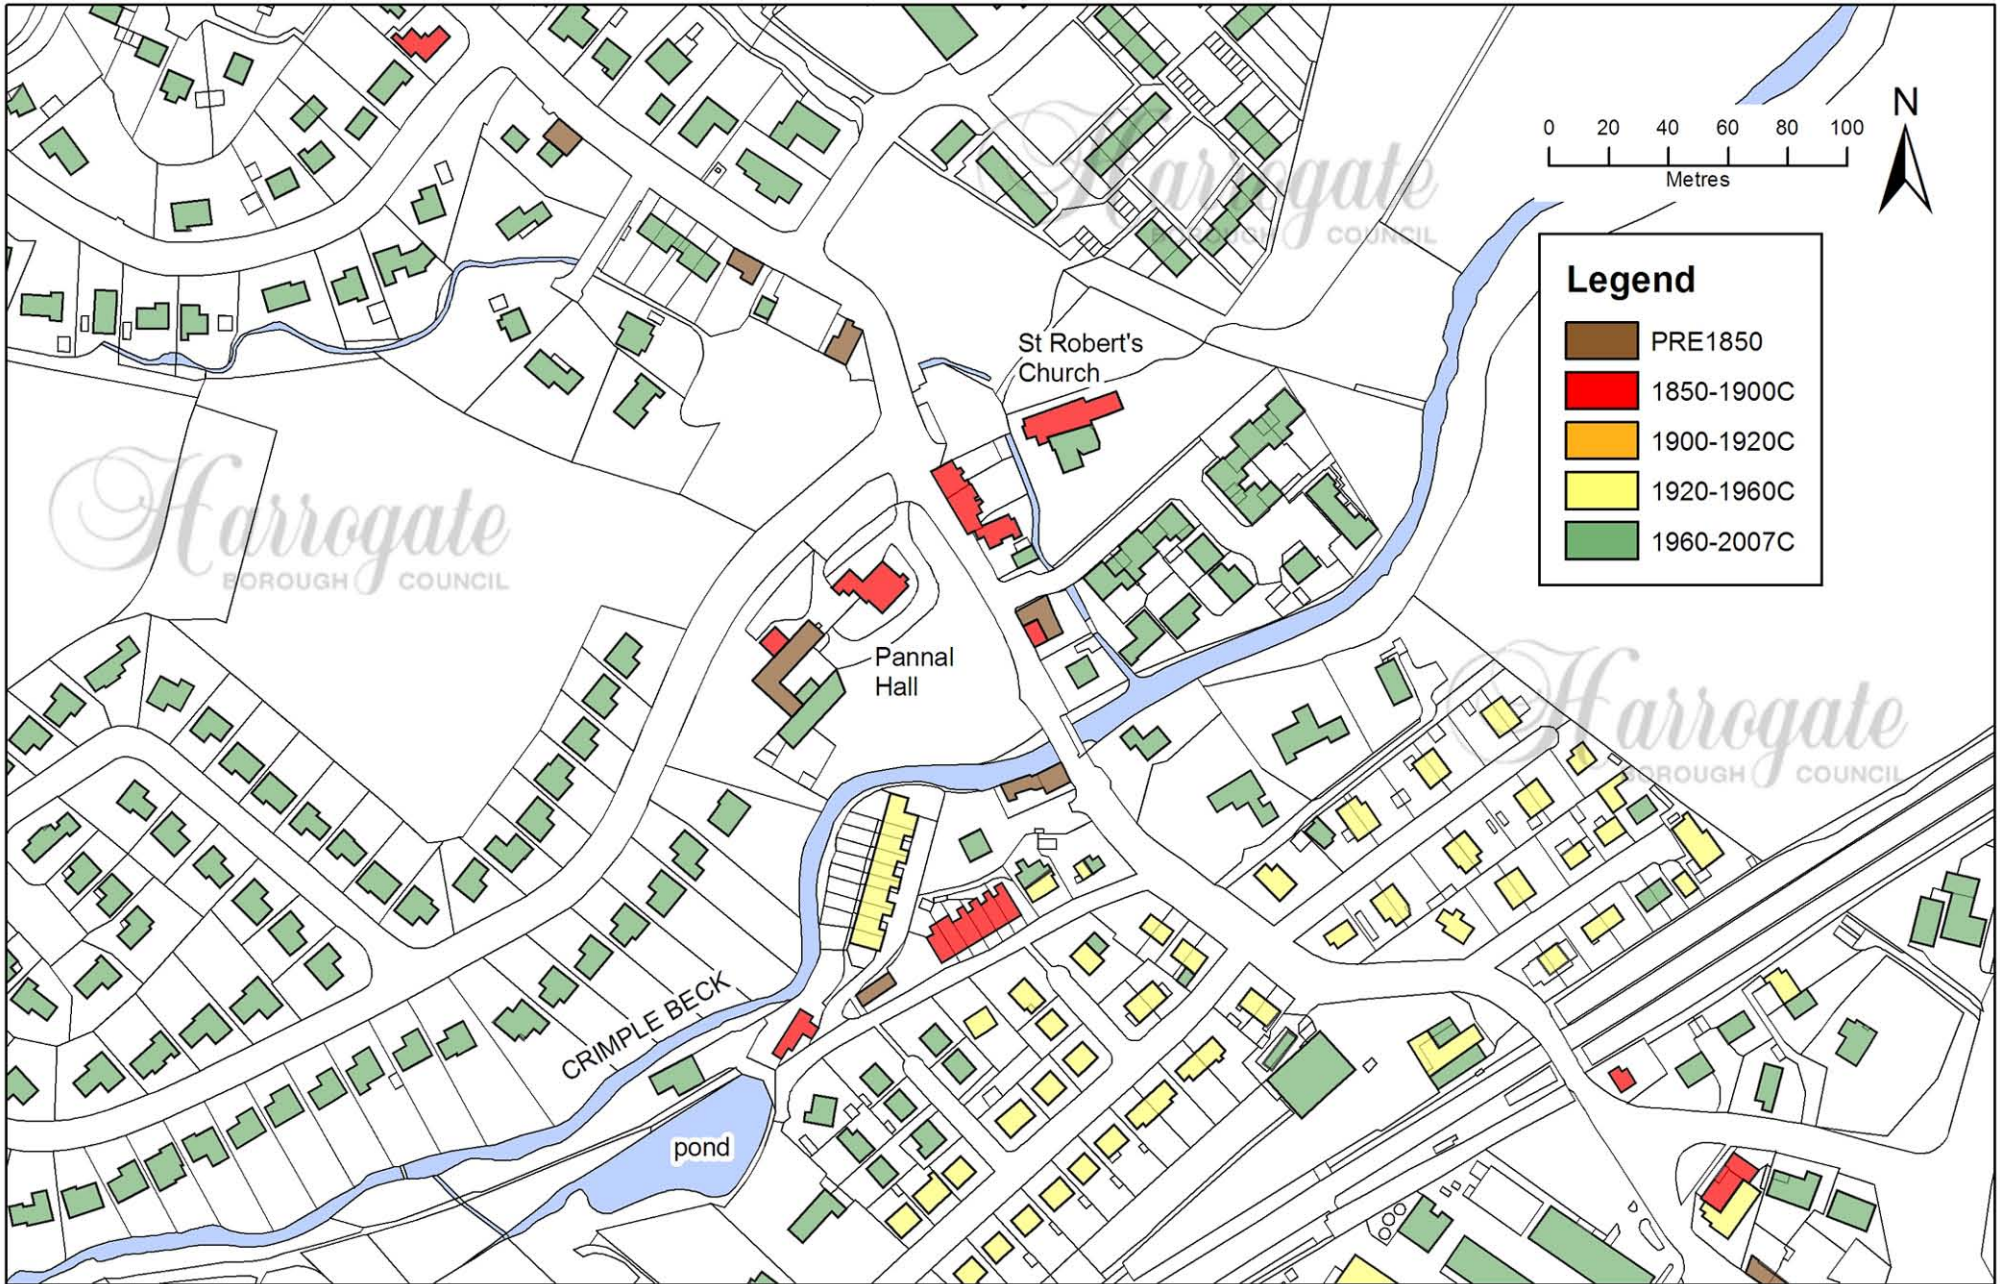 Harrogate
BOROUGH COUNCIL
0 20 40 60 80 100
Metres
N
Legend
PRE1850
1850-1900C
1900-1920C
1920-1960C
1960-2007C
St Robert's
Church
Harrogate
BOROUGH COUNCIL
Pannal
Hall
Harrogate
BOROUGH COUNCIL
CRIMPLE BECK
pond